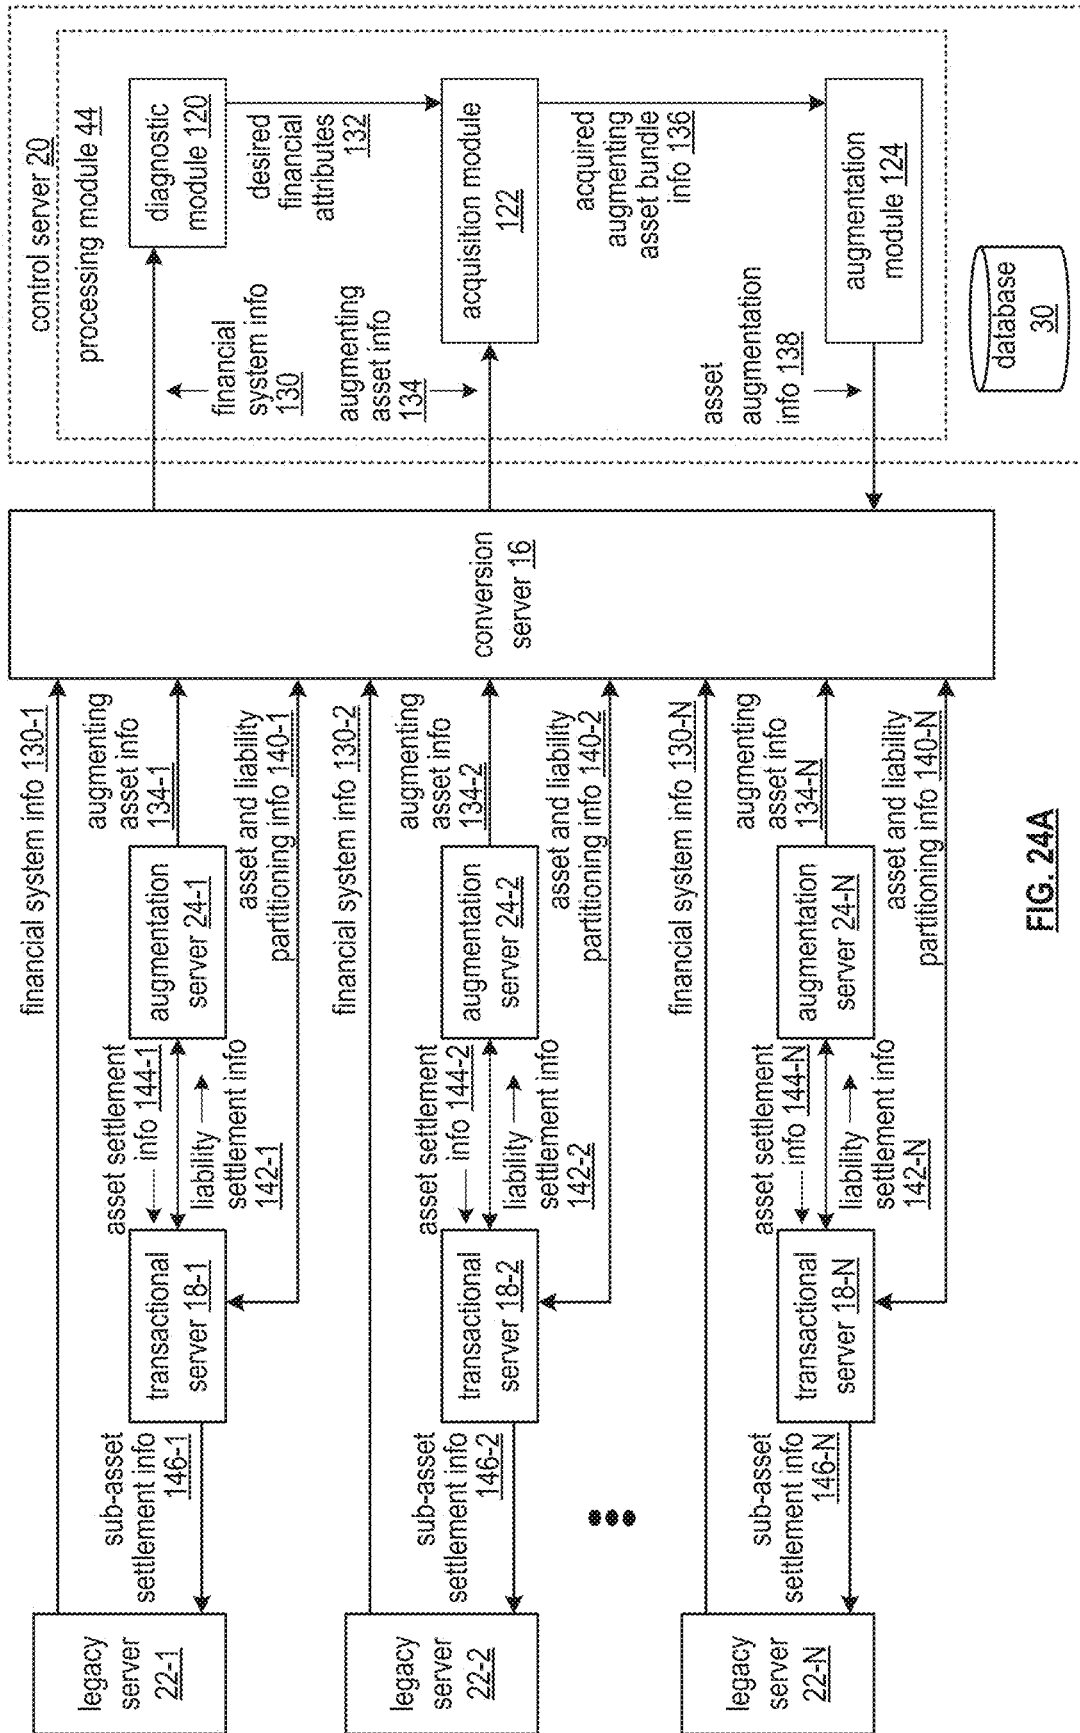 control server 20
processing module 44
diagnostic
module 120
desired
financial
attributes
132
acquisition module
122
acquired
augmenting
asset bundle
info 136
augmentation
module 124
financial
system info
130
augmenting
asset info
134
asset
augmentation
info 138
database
30
conversion
server 16
financial system info 130-1
augmenting
asset info
134-1
asset and liability
partitioning info 140-1
augmentation
server 24-1
asset settlement
info 144-1
liability
settlement info
142-1
transactional
server 18-1
sub-asset
settlement info
146-1
legacy
server
22-1
financial system info 130-2
augmenting
asset info
134-2
asset and liability
partitioning info 140-2
augmentation
server 24-2
asset settlement
info 144-2
liability
settlement info
142-2
transactional
server 18-2
sub-asset
settlement info
146-2
legacy
server
22-2
financial system info 130-N
augmenting
asset info
134-N
asset and liability
partitioning info 140-N
augmentation
server 24-N
asset settlement
info 144-N
liability
settlement info
142-N
transactional
server 18-N
sub-asset
settlement info
146-N
legacy
server
22-N
FIG. 24A